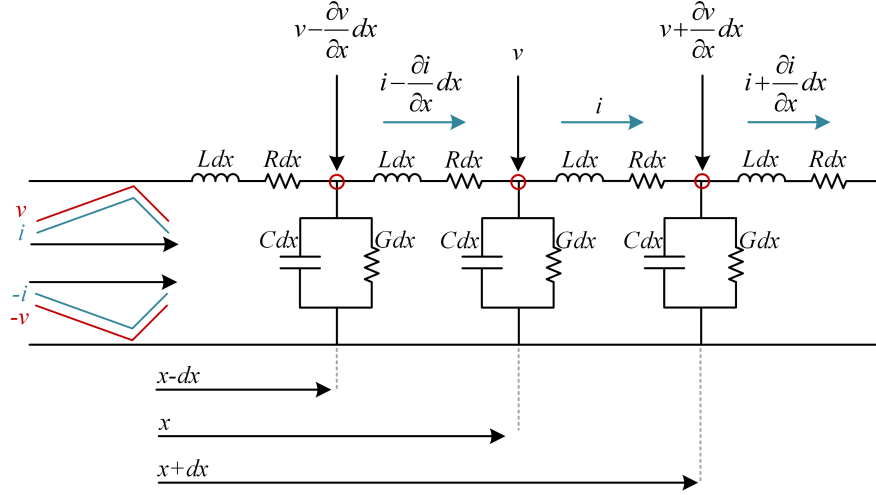 v−∂v/∂x dx
v
v+∂v/∂x dx
i−∂i/∂x dx
i
i+∂i/∂x dx
Ldx Rdx Ldx Rdx Ldx Rdx Ldx Rdx
v
i
Cdx Gdx Cdx Gdx Cdx Gdx
-i
-v
x-dx
x
x+dx